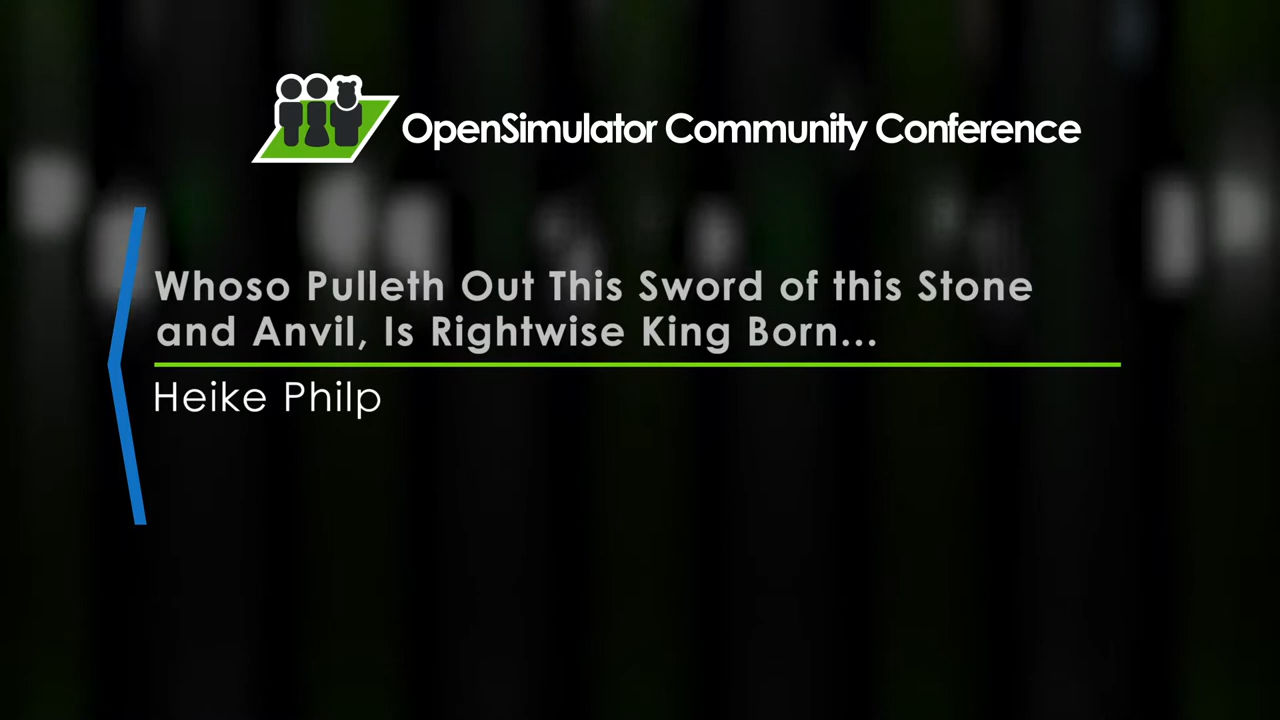 OpenSimulator Community Conference
Whoso Pulleth Out This Sword of this Stone
and Anvil, Is Rightwise King Born...
Heike Philp